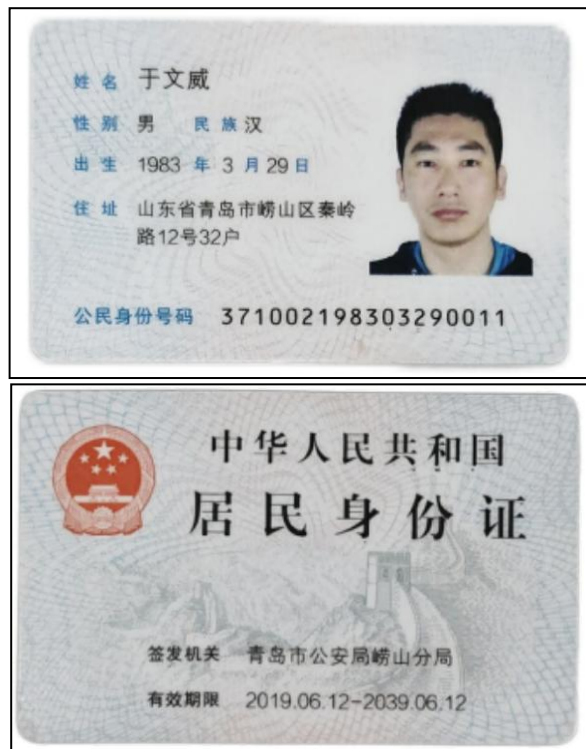 姓名 于文威
性别 男 民族 汉
出生 1983 年 3 月 29 日
住址 山东省青岛市崂山区秦岭
路12号32户
公民身份号码 371002198303290011
中华人民共和国
居民身份证
签发机关 青岛市公安局崂山分局
有效期限 2019.06.12-2039.06.12